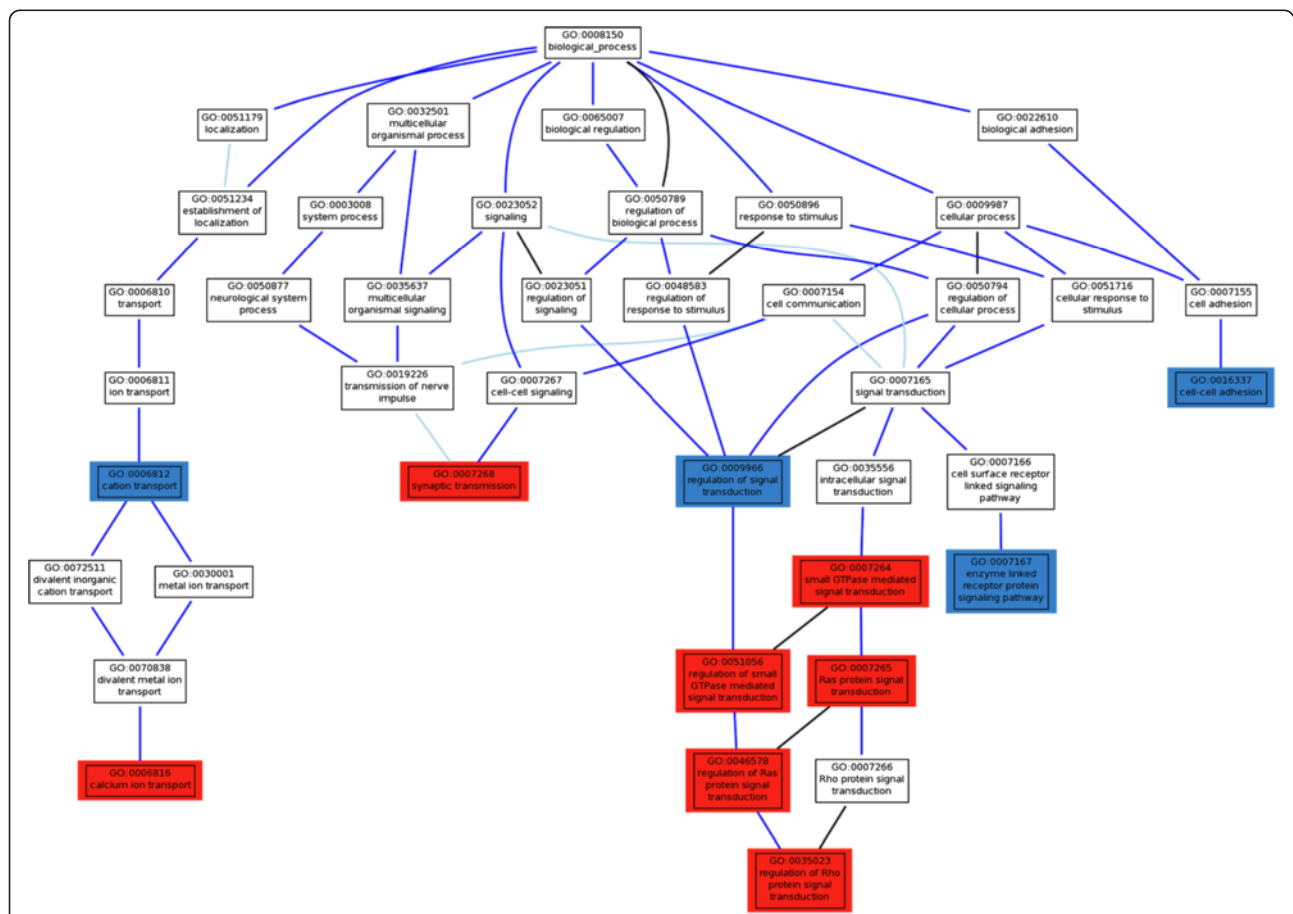 GO:0008150
biological_process
GO:0051179
localization
GO:0032501
multicellular
organismal process
GO:0065007
biological regulation
GO:0022610
biological adhesion
GO:0051234
establishment of
localization
GO:0003008
system process
GO:0023052
signaling
GO:0050789
regulation of
biological process
GO:0050896
response to stimulus
GO:0009987
cellular process
GO:0006810
transport
GO:0050877
neurological system
process
GO:0035637
multicellular
organismal signaling
GO:0023051
regulation of
signaling
GO:0048583
regulation of
response to stimulus
GO:0007154
cell communication
GO:0050794
regulation of
cellular process
GO:0051716
cellular response to
stimulus
GO:0007155
cell adhesion
GO:0006811
ion transport
GO:0019226
transmission of nerve
impulse
GO:0007267
cell-cell signaling
GO:0007165
signal transduction
GO:0016337
cell-cell adhesion
GO:0006812
cation transport
GO:0007268
synaptic transmission
GO:0009966
regulation of signal
transduction
GO:0035556
intracellular signal
transduction
GO:0007166
cell surface receptor
linked signaling
pathway
GO:0072511
divalent inorganic
cation transport
GO:0030001
metal ion transport
GO:0007264
small GTPase mediated
signal transduction
GO:0007167
enzyme linked
receptor protein
signaling pathway
GO:0070838
divalent metal ion
transport
GO:0051056
regulation of small
GTPase mediated
signal transduction
GO:0007265
Ras protein signal
transduction
GO:0006816
calcium ion transport
GO:0046578
regulation of Ras
protein signal
transduction
GO:0007266
Rho protein signal
transduction
GO:0035023
regulation of Rho
protein signal
transduction